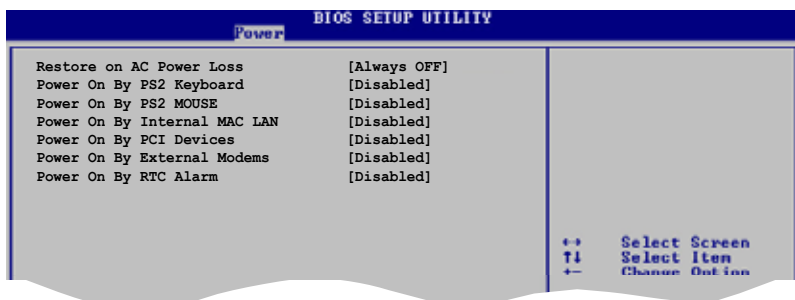 BIOS SETUP UTILITY
Power
Restore on AC Power Loss [Always OFF]
Power On By PS2 Keyboard [Disabled]
Power On By PS2 MOUSE [Disabled]
Power On By Internal MAC LAN [Disabled]
Power On By PCI Devices [Disabled]
Power On By External Modems [Disabled]
Power On By RTC Alarm [Disabled]
↔ Select Screen
↑↓ Select Item
+- Change Option